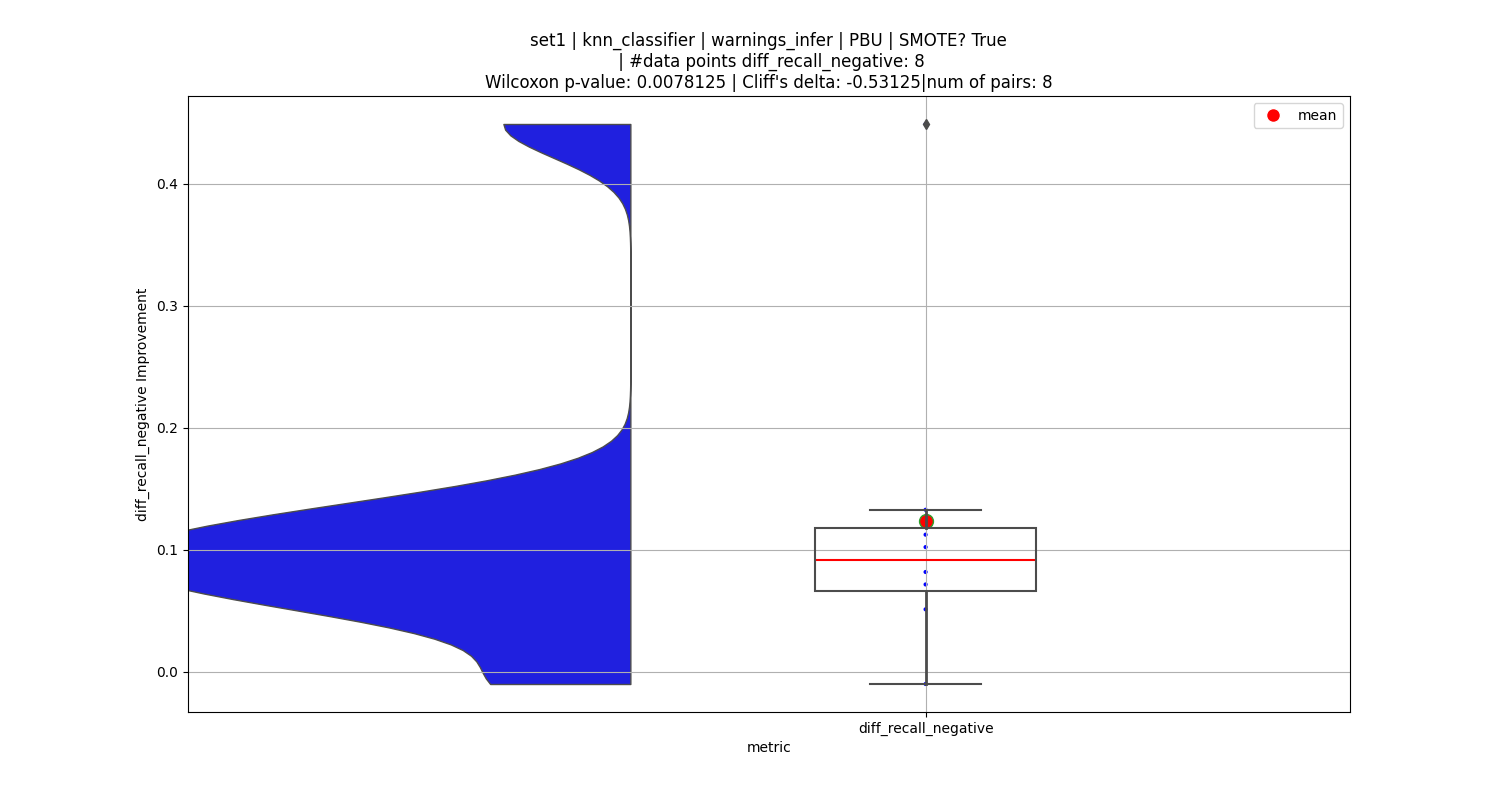 set1 | knn_classifier | warnings_infer | PBU | SMOTE? True
| #data points diff_recall_negative: 8
Wilcoxon p-value: 0.0078125 | Cliff's delta: -0.53125|num of pairs: 8
mean
0.4
0.3
0.2
0.1
0.0
diff_recall_negative Improvement
diff_recall_negative
metric